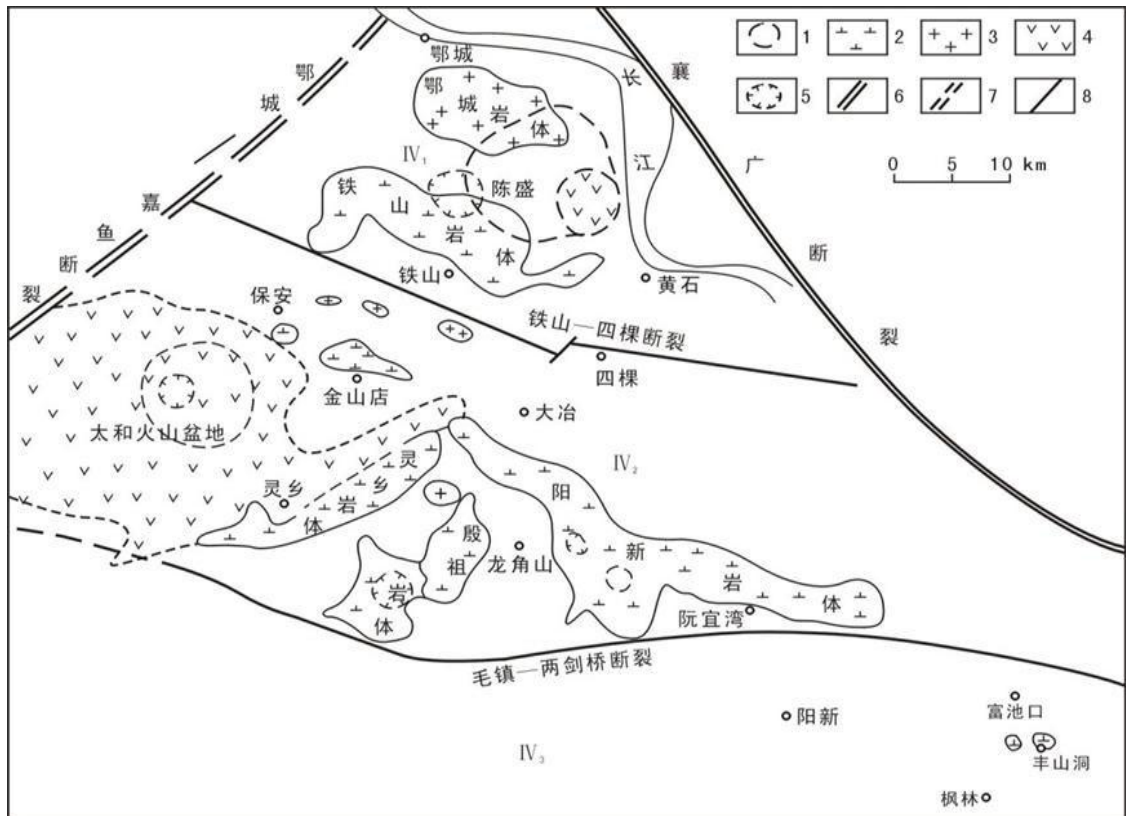 1
2
3
4
5
6
7
8
0 5 10 km
鄂城
长江
襄广断裂
鄂城嘉鱼断裂
鄂城岩体
Ⅳ₁
陈盛
铁山岩体
铁山
黄石
保安
铁山—四棵断裂
四棵
金山店
大冶
太和火山盆地
Ⅳ₂
灵乡
灵乡岩体
阳新岩体
殷祖岩体
龙角山
阮宜湾
毛镇—两剑桥断裂
阳新
富池口
丰山洞
Ⅳ₃
枫林